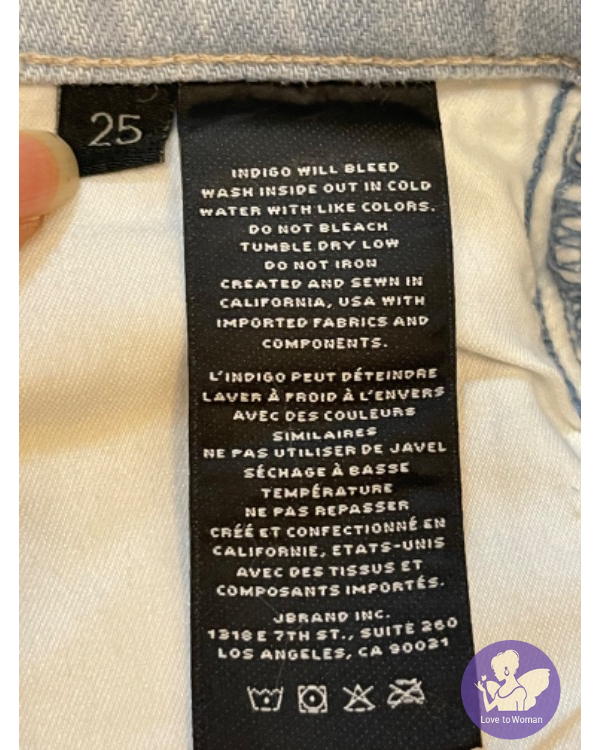 25
INDIGO WILL BLEED
WASH INSIDE OUT IN COLD
WATER WITH LIKE COLORS.
DO NOT BLEACH
TUMBLE DRY LOW
DO NOT IRON
CREATED AND SEWN IN
CALIFORNIA, USA WITH
IMPORTED FABRICS AND
COMPONENTS.
L'INDIGO PEUT DÉTEINDRE
LAVER À FROID À L'ENVERS
AVEC DES COULEURS
SIMILAIRES
NE PAS UTILISER DE JAVEL
SÉCHAGE À BASSE
TEMPÉRATURE
NE PAS REPASSER
CRÉÉ ET CONFECTIONNÉ EN
CALIFORNIE, ETATS-UNIS
AVEC DES TISSUS ET
COMPOSANTS IMPORTÉS.
JBRAND INC.
1318 E 7TH ST., SUITE 260
LOS ANGELES, CA 90021
Love to Woman